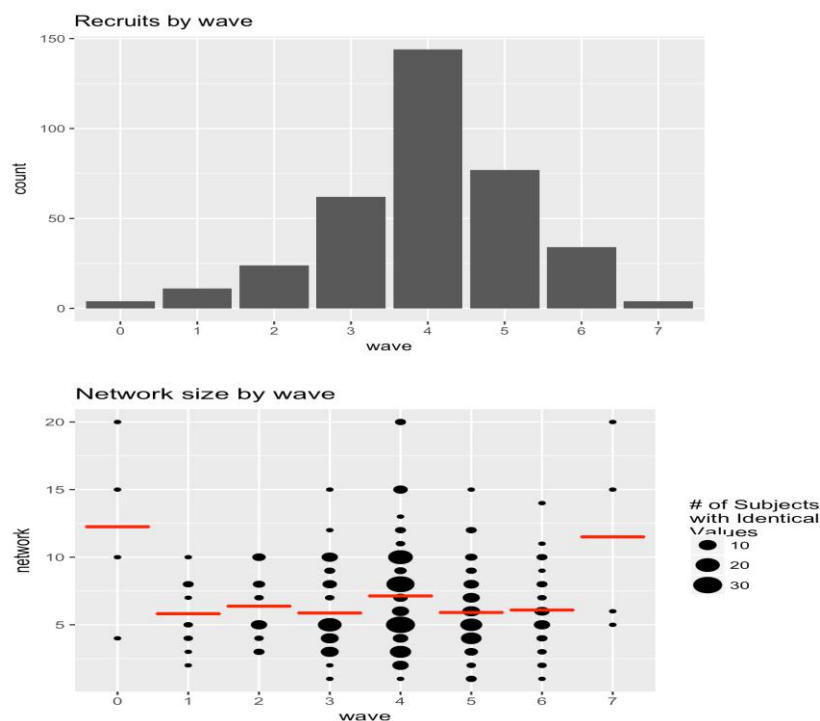 Recruits by wave
150
100
50
0
count
0 1 2 3 4 5 6 7
wave
Network size by wave
20
15
10
5
network
0 1 2 3 4 5 6 7
wave
# of Subjects
with Identical
Values
10
20
30